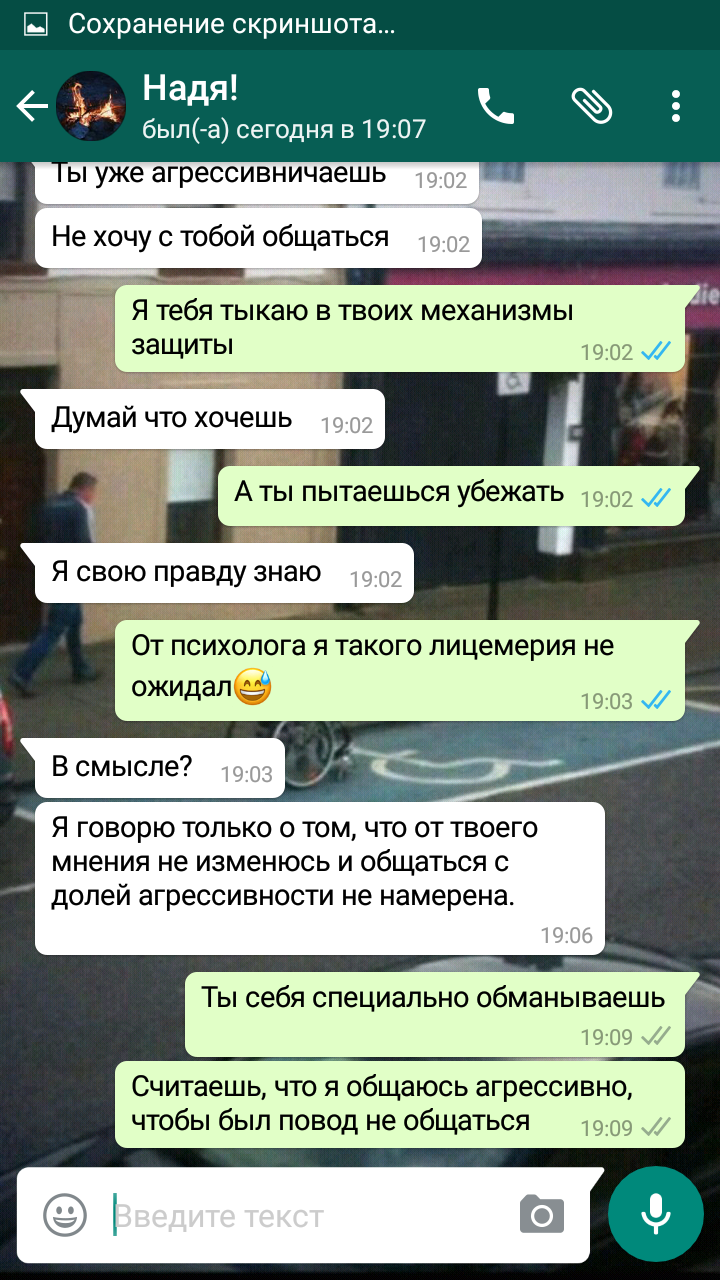 Сохранение скриншота...
Надя!
был(-а) сегодня в 19:07
Ты уже агрессивничаешь 19:02
Не хочу с тобой общаться 19:02
Я тебя тыкаю в твоих механизмы
защиты 19:02
Думай что хочешь 19:02
А ты пытаешься убежать 19:02
Я свою правду знаю 19:02
От психолога я такого лицемерия не
ожидал😅 19:03
В смысле? 19:03
Я говорю только о том, что от твоего
мнения не изменюсь и общаться с
долей агрессивности не намерена.
19:06
Ты себя специально обманываешь
19:09
Считаешь, что я общаюсь агрессивно,
чтобы был повод не общаться 19:09
Введите текст